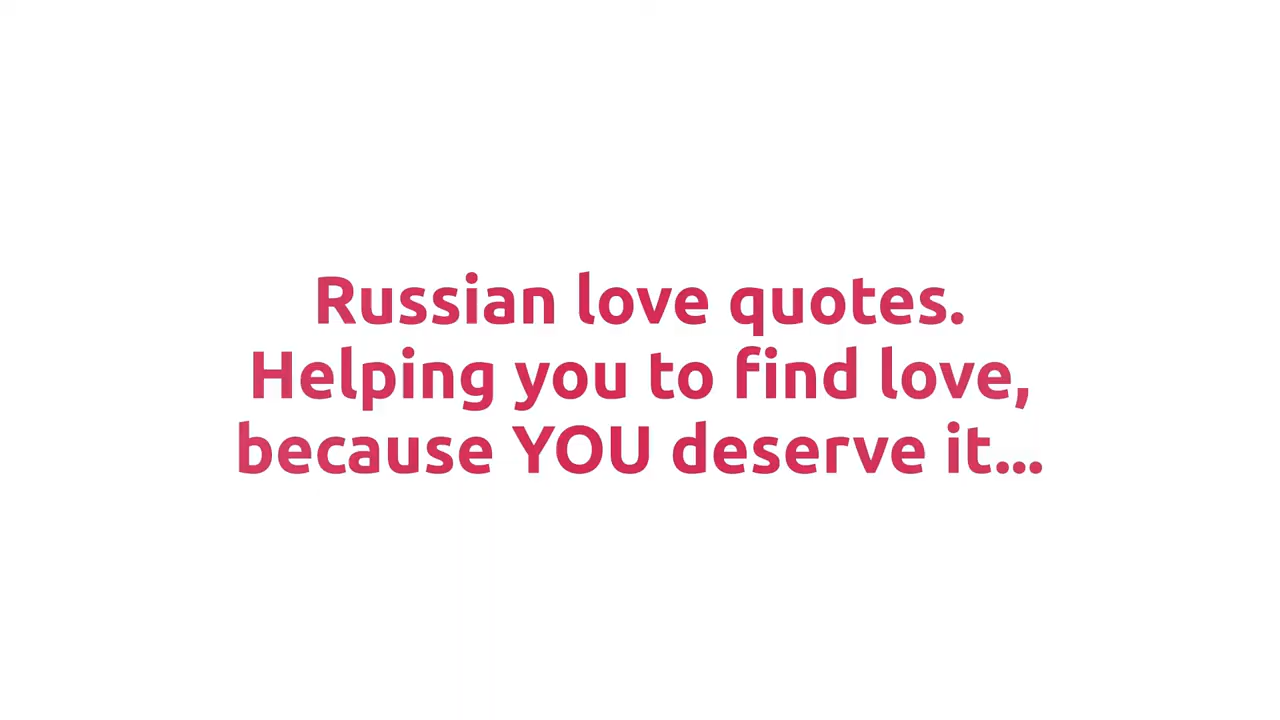 Russian love quotes.
Helping you to find love,
because YOU deserve it...